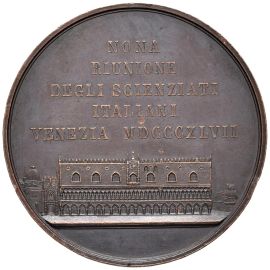 NONA
RIUNIONE
DEGLI SCIENZIATI
ITALIANI
VENEZIA MDCCCXLVII